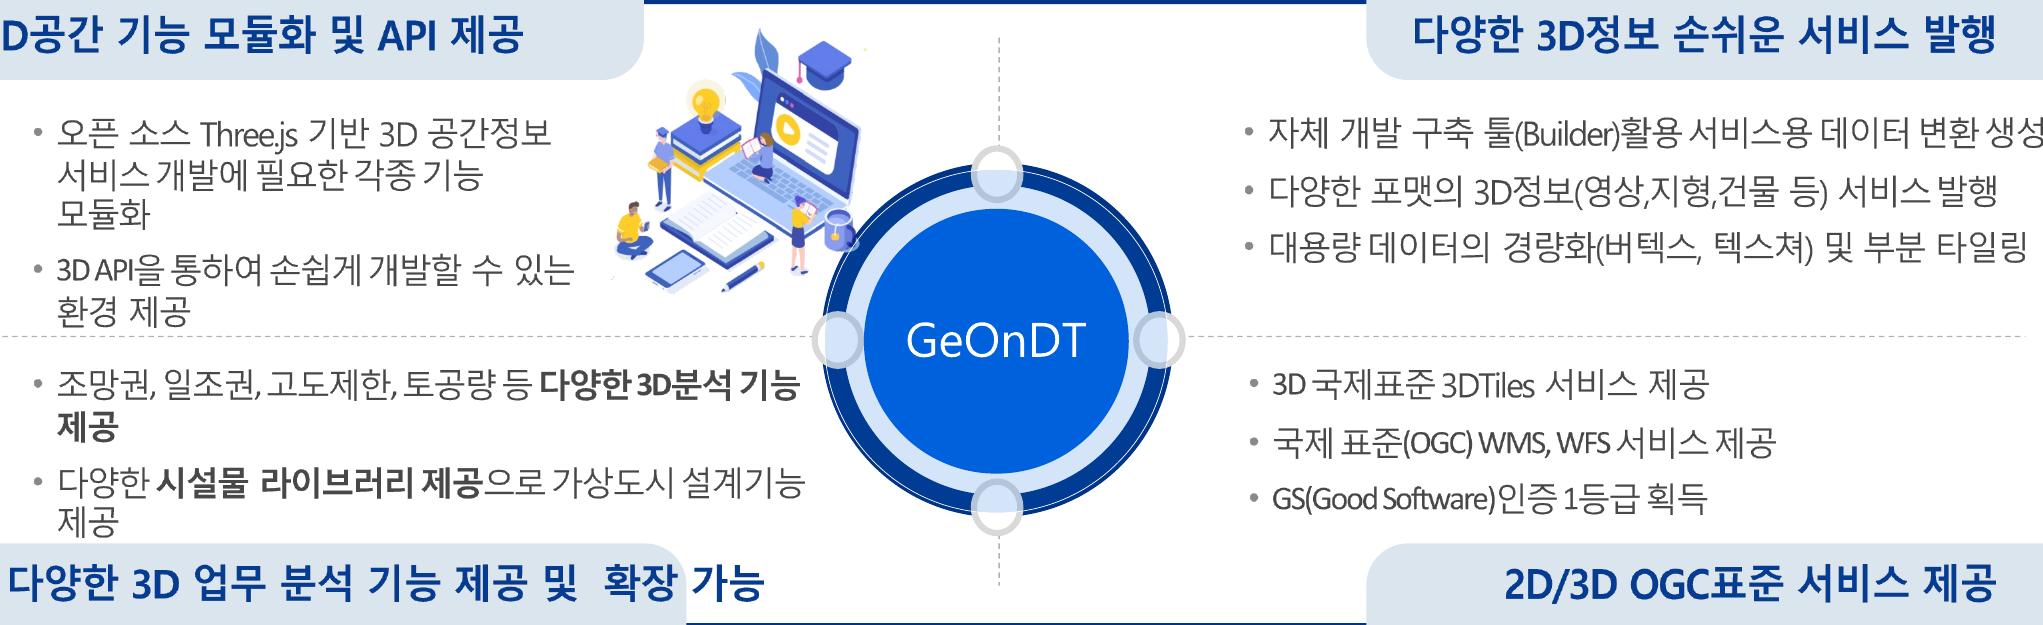 D공간 기능 모듈화 및 API 제공
오픈 소스 Three.js 기반 3D 공간정보
서비스 개발에 필요한 각종 기능
모듈화
3D API을 통하여 손쉽게 개발할 수 있는
환경 제공
다양한 3D정보 손쉬운 서비스 발행
자체 개발 구축 툴(Builder)활용 서비스용 데이터 변환 생성
다양한 포맷의 3D정보(영상,지형,건물 등) 서비스 발행
대용량 데이터의 경량화(버텍스, 텍스쳐) 및 부분 타일링
GeOnDT
조망권, 일조권, 고도제한, 토공량 등 다양한 3D분석 기능
제공
다양한 시설물 라이브러리 제공으로 가상도시 설계기능
제공
다양한 3D 업무 분석 기능 제공 및 확장 가능
3D 국제표준 3DTiles 서비스 제공
국제 표준(OGC) WMS, WFS 서비스 제공
GS(Good Software)인증 1등급 획득
2D/3D OGC표준 서비스 제공